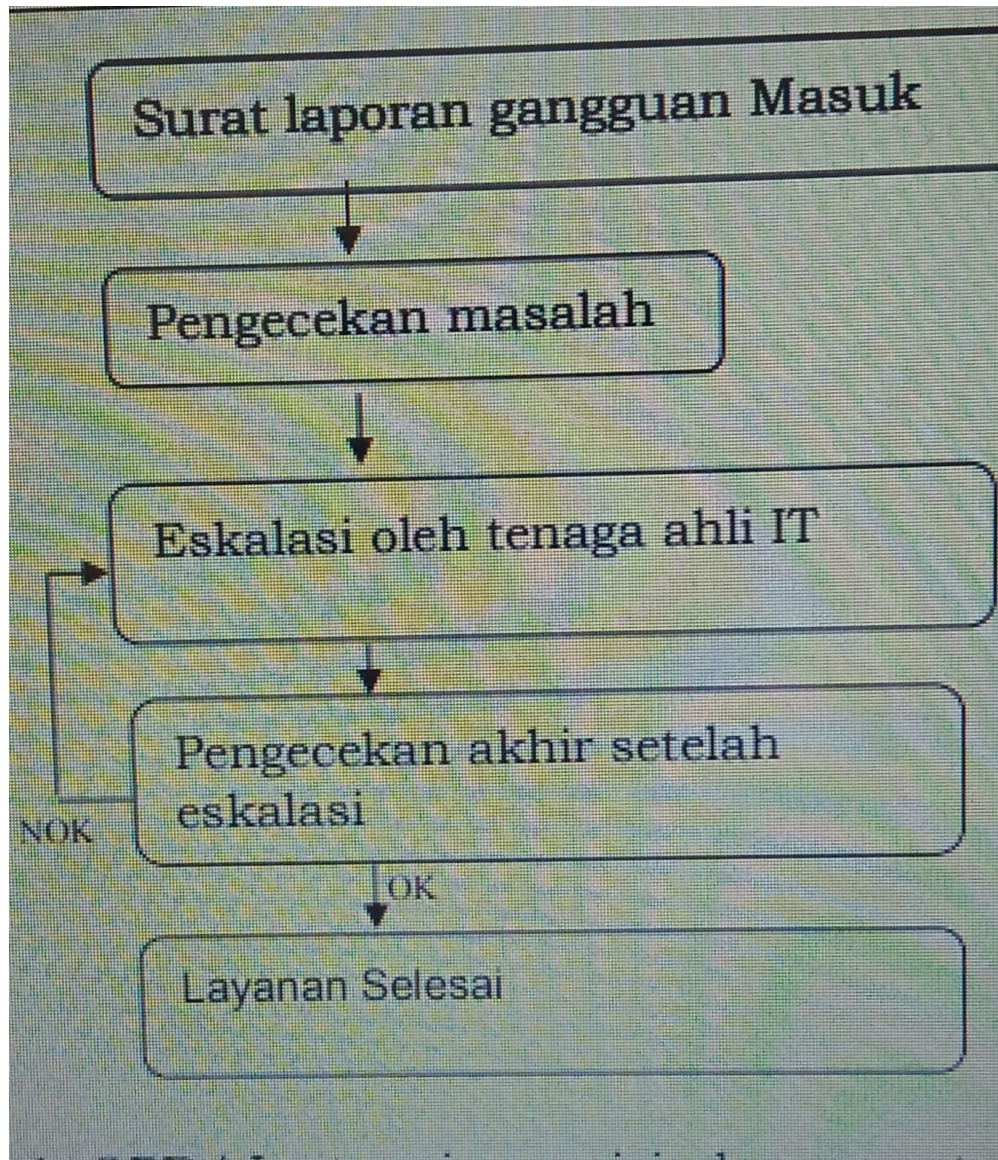 Surat laporan gangguan Masuk
Pengecekan masalah
Eskalasi oleh tenaga ahli IT
Pengecekan akhir setelah
eskalasi
NOK
OK
Layanan Selesai